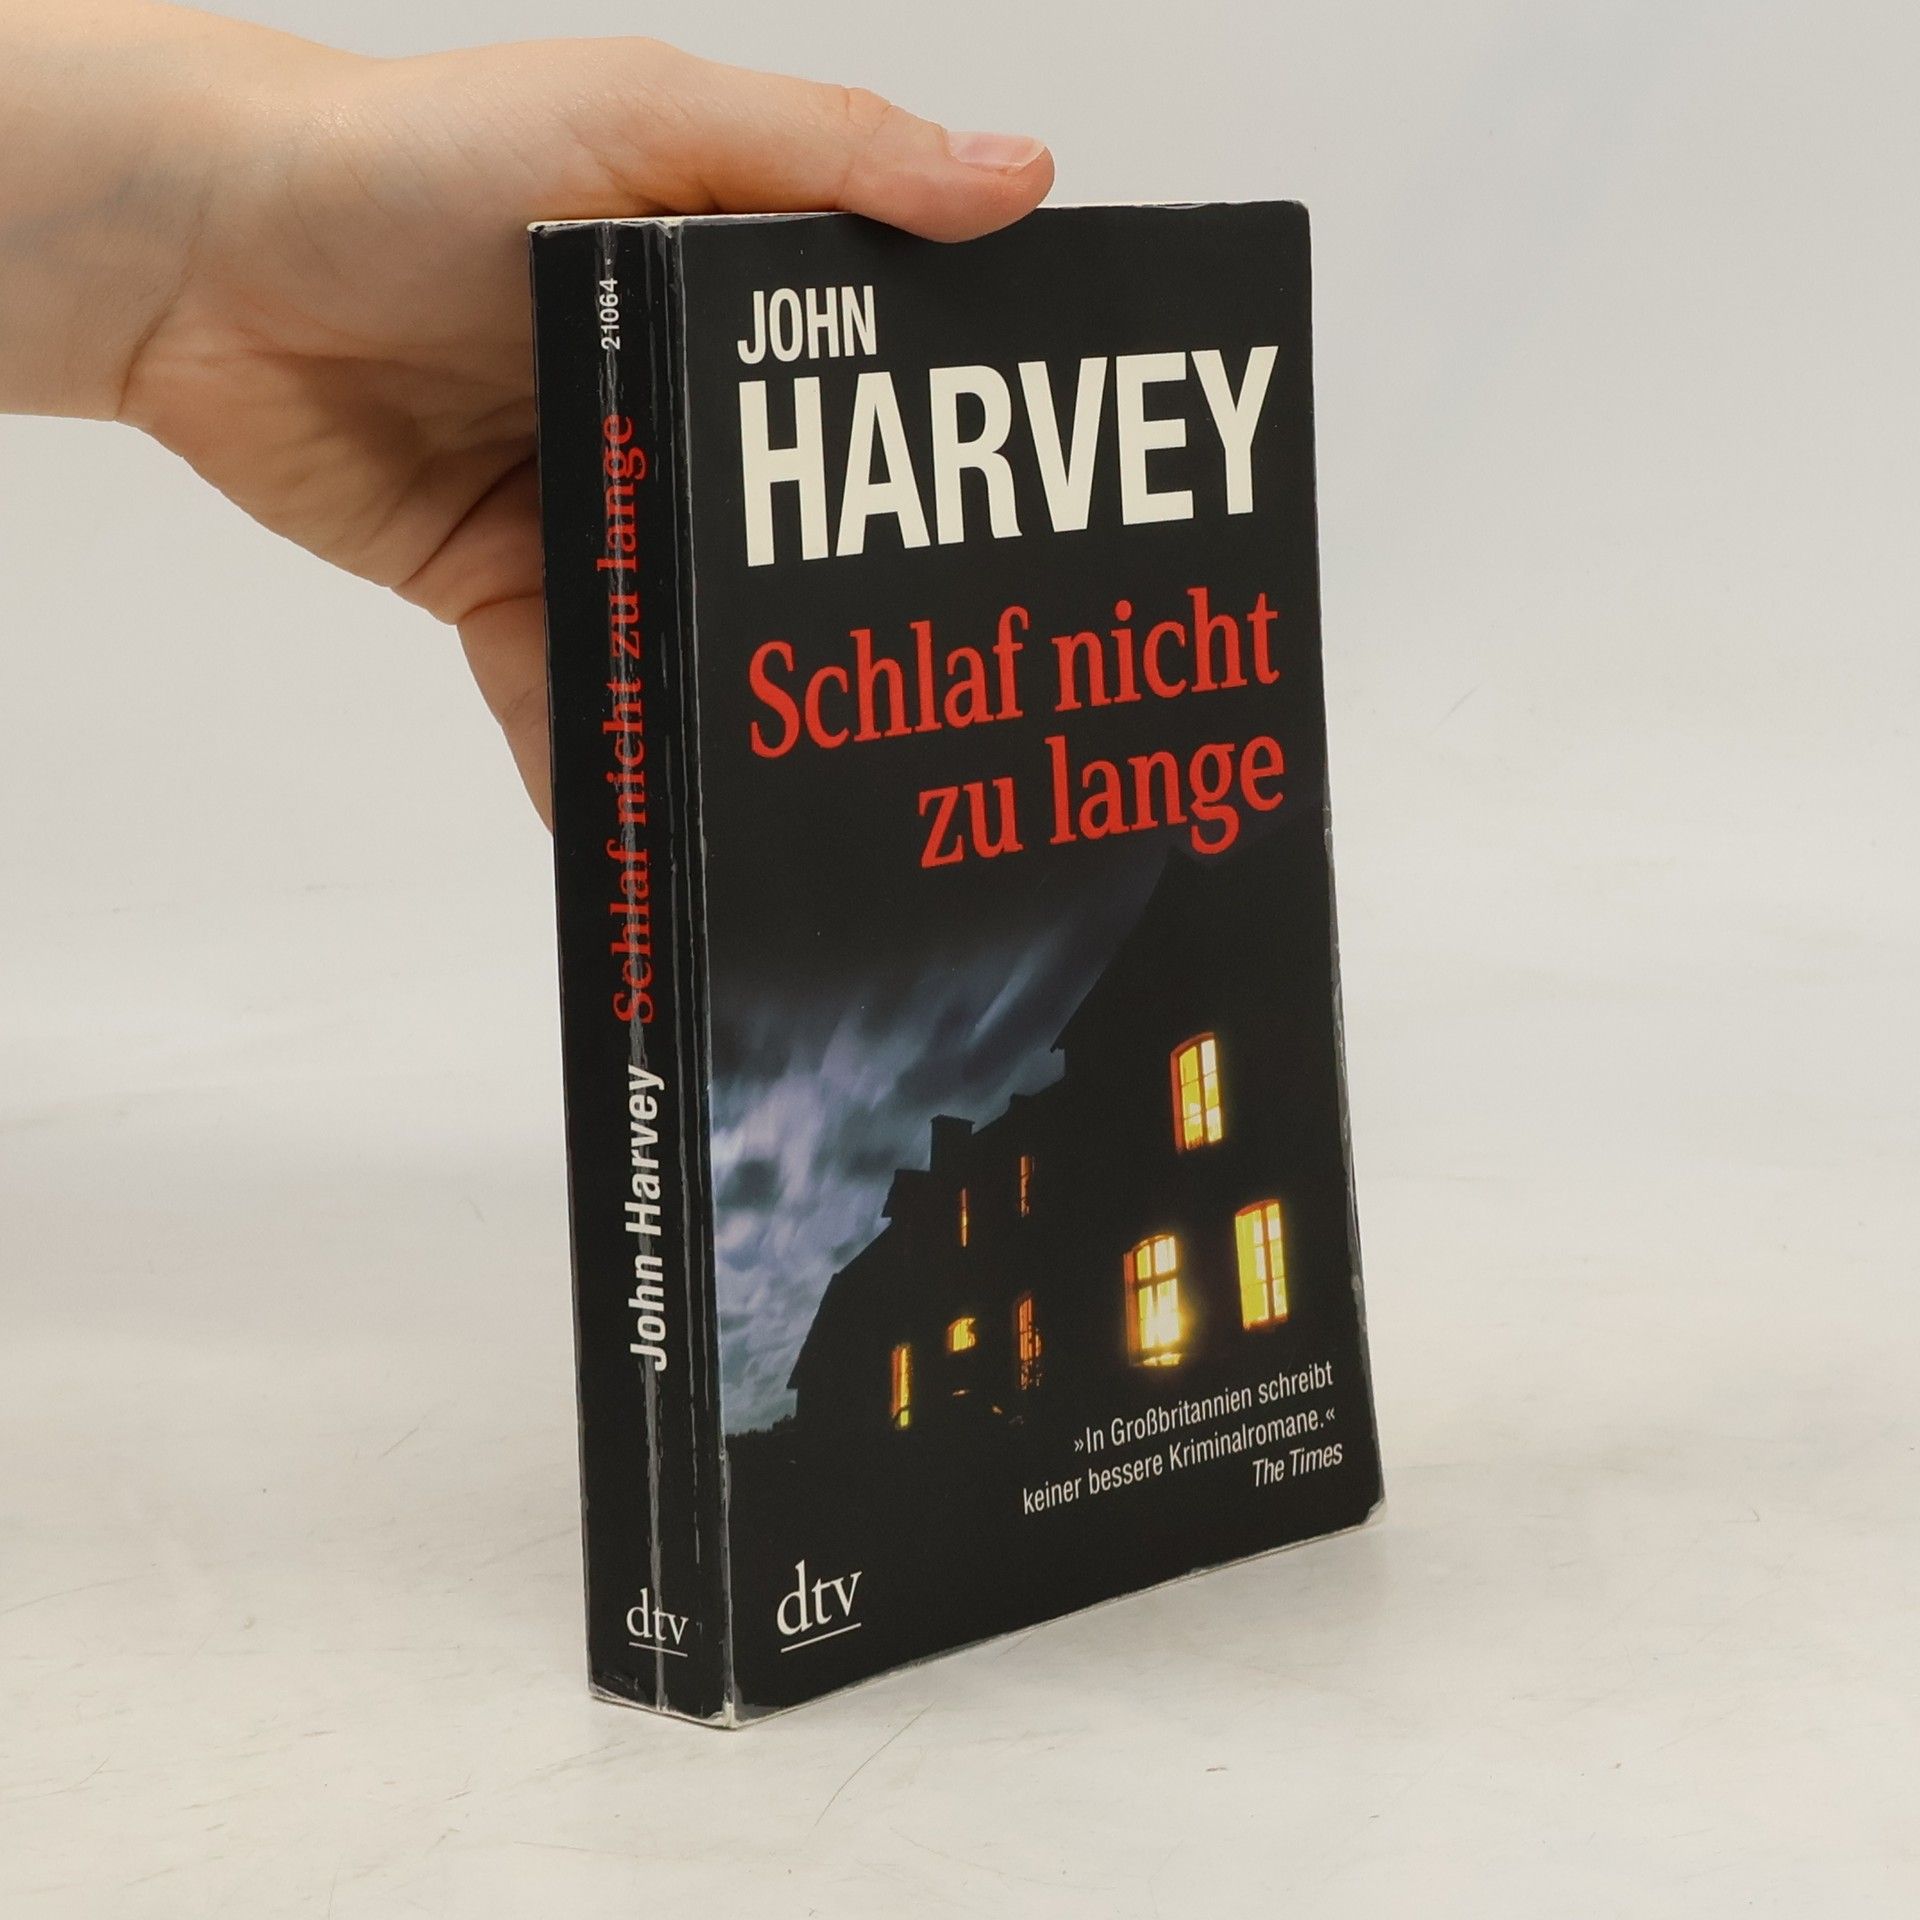 21064
John Harvey Schlaf nicht zu lange
dtv
JOHN
HARVEY
Schlaf nicht
zu lange
»In Großbritannien schreibt
keiner bessere Kriminalromane.«
The Times
dtv